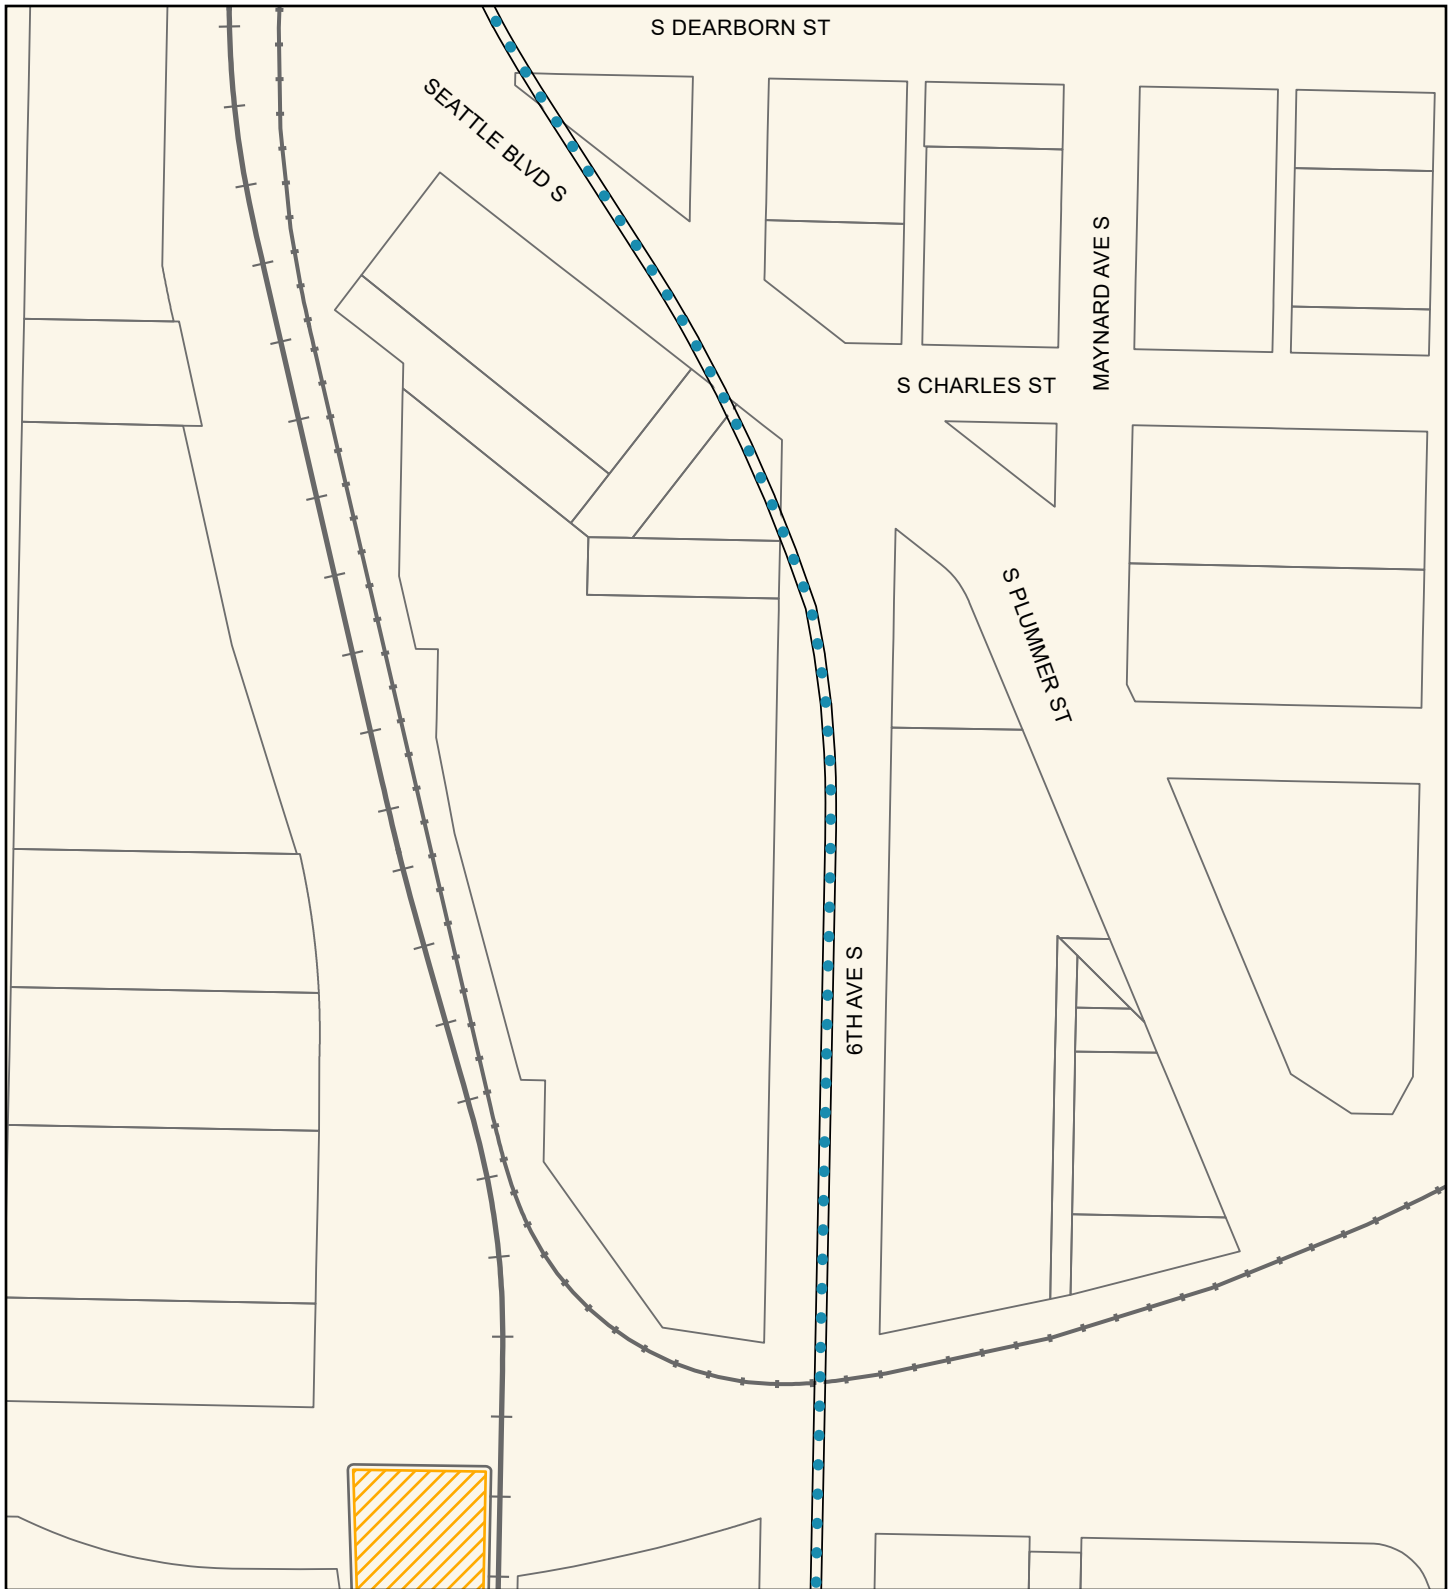 S DEARBORN ST
SEATTLE BLVD S
MAYNARD AVE S
S CHARLES ST
S PLUMMER ST
6TH AVE S